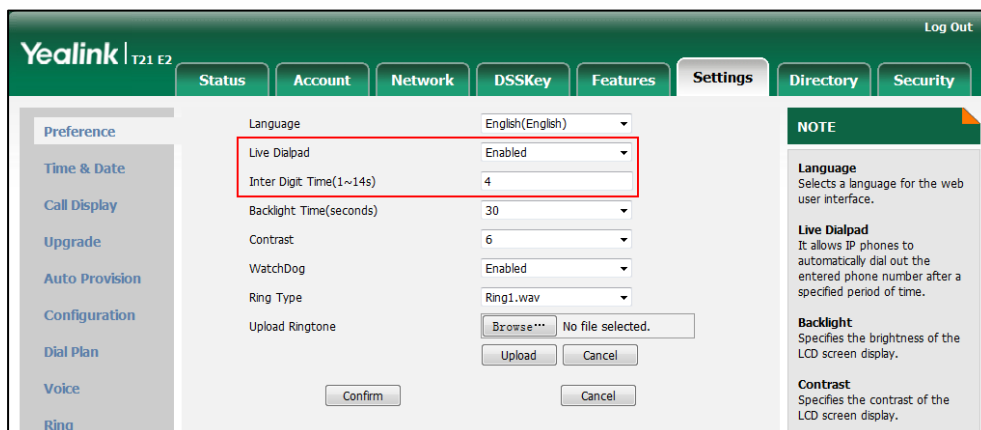 Log Out
Yealink T21 E2
Status Account Network DSSKey Features Settings Directory Security
Preference
Time & Date
Call Display
Upgrade
Auto Provision
Configuration
Dial Plan
Voice
Ring
Language English(English)
Live Dialpad Enabled
Inter Digit Time(1~14s) 4
Backlight Time(seconds) 30
Contrast 6
WatchDog Enabled
Ring Type Ring1.wav
Upload Ringtone Browse··· No file selected.
Upload Cancel
Confirm Cancel
NOTE
Language
Selects a language for the web
user interface.
Live Dialpad
It allows IP phones to
automatically dial out the
entered phone number after a
specified period of time.
Backlight
Specifies the brightness of the
LCD screen display.
Contrast
Specifies the contrast of the
LCD screen display.